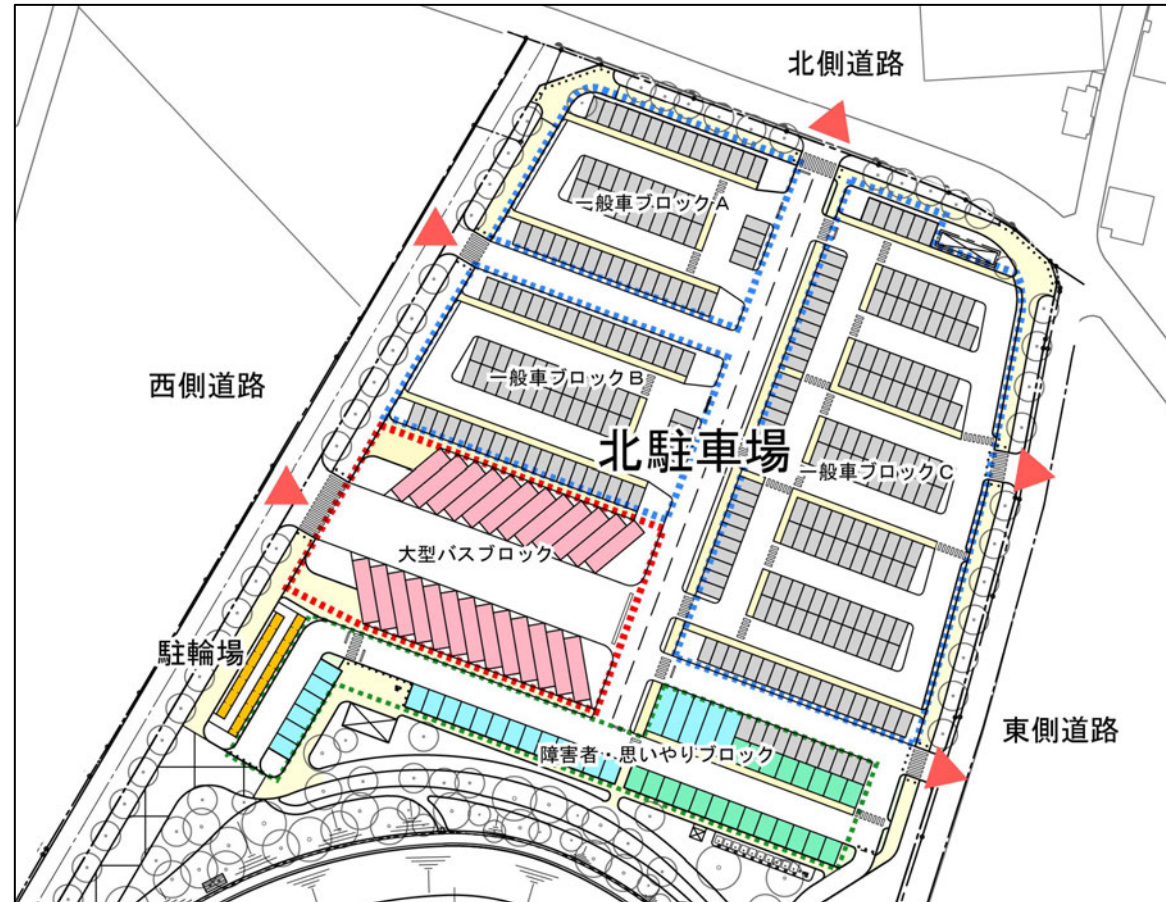 北側道路
一般車ブロックA
西側道路
一般車ブロックB
北駐車場
一般車ブロックC
大型バスブロック
駐輪場
東側道路
障害者・思いやりブロック